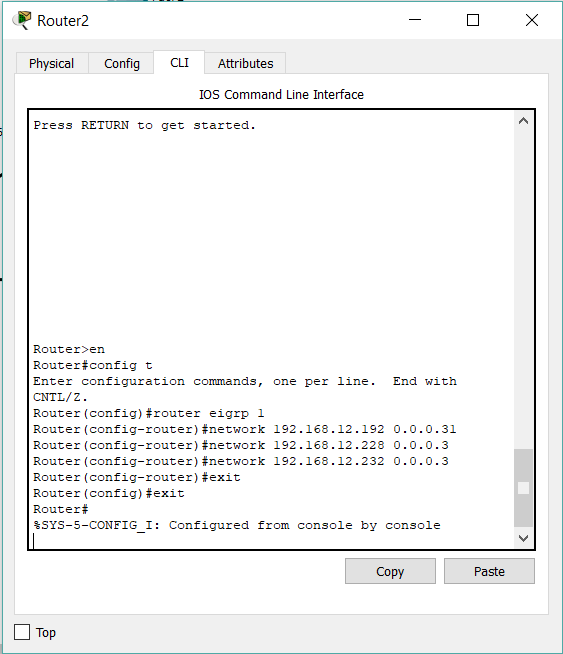 Router2
Physical Config CLI Attributes
IOS Command Line Interface
Press RETURN to get started.
Router>en
Router#config t
Enter configuration commands, one per line.  End with
CNTL/Z.
Router(config)#router eigrp 1
Router(config-router)#network 192.168.12.192 0.0.0.31
Router(config-router)#network 192.168.12.228 0.0.0.3
Router(config-router)#network 192.168.12.232 0.0.0.3
Router(config-router)#exit
Router(config)#exit
Router#
%SYS-5-CONFIG_I: Configured from console by console
Copy Paste
Top